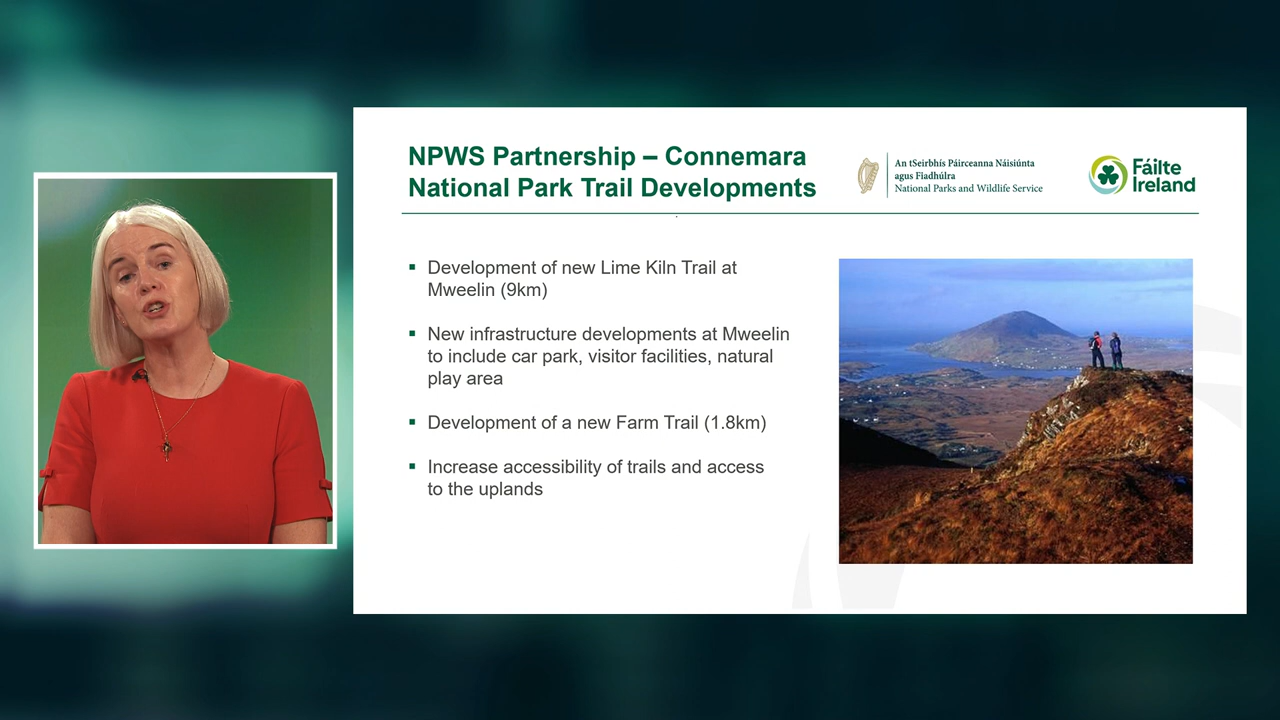 NPWS Partnership – Connemara
National Park Trail Developments
An tSeirbhís Páirceanna Náisiúnta
agus Fiadhúlra
National Parks and Wildlife Service
Fáilte
Ireland
▪ Development of new Lime Kiln Trail at
Mweelin (9km)
▪ New infrastructure developments at Mweelin
to include car park, visitor facilities, natural
play area
▪ Development of a new Farm Trail (1.8km)
▪ Increase accessibility of trails and access
to the uplands